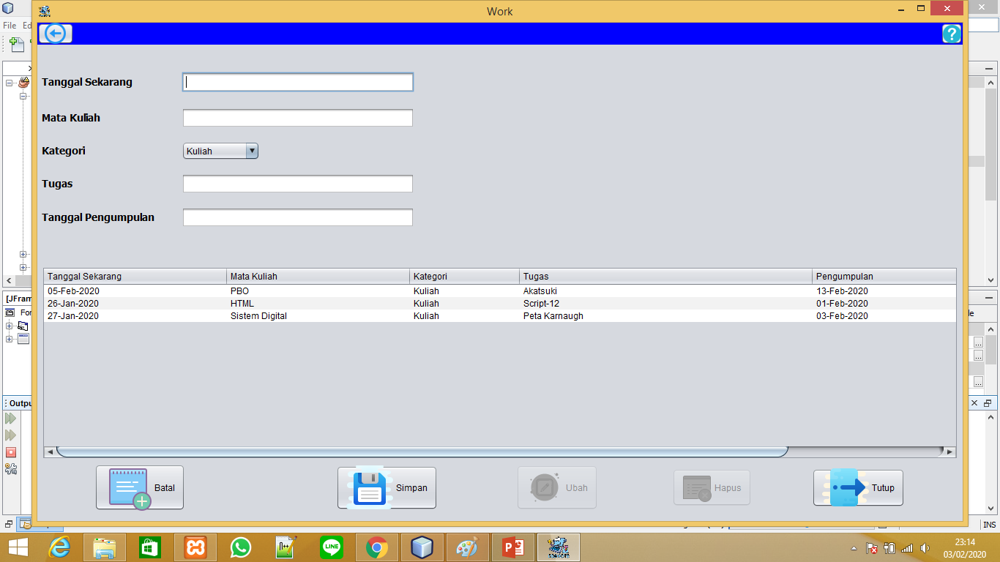 Work
File Ed
Tanggal Sekarang
Mata Kuliah
Kategori Kuliah
Tugas
Tanggal Pengumpulan
Tanggal Sekarang Mata Kuliah Kategori Tugas Pengumpulan
05-Feb-2020 PBO Kuliah Akatsuki 13-Feb-2020
26-Jan-2020 HTML Kuliah Script-12 01-Feb-2020
27-Jan-2020 Sistem Digital Kuliah Peta Karnaugh 03-Feb-2020
[JFram
For
Outpu
Batal Simpan Ubah Hapus Tutup
INS
LINE
23:14
03/02/2020